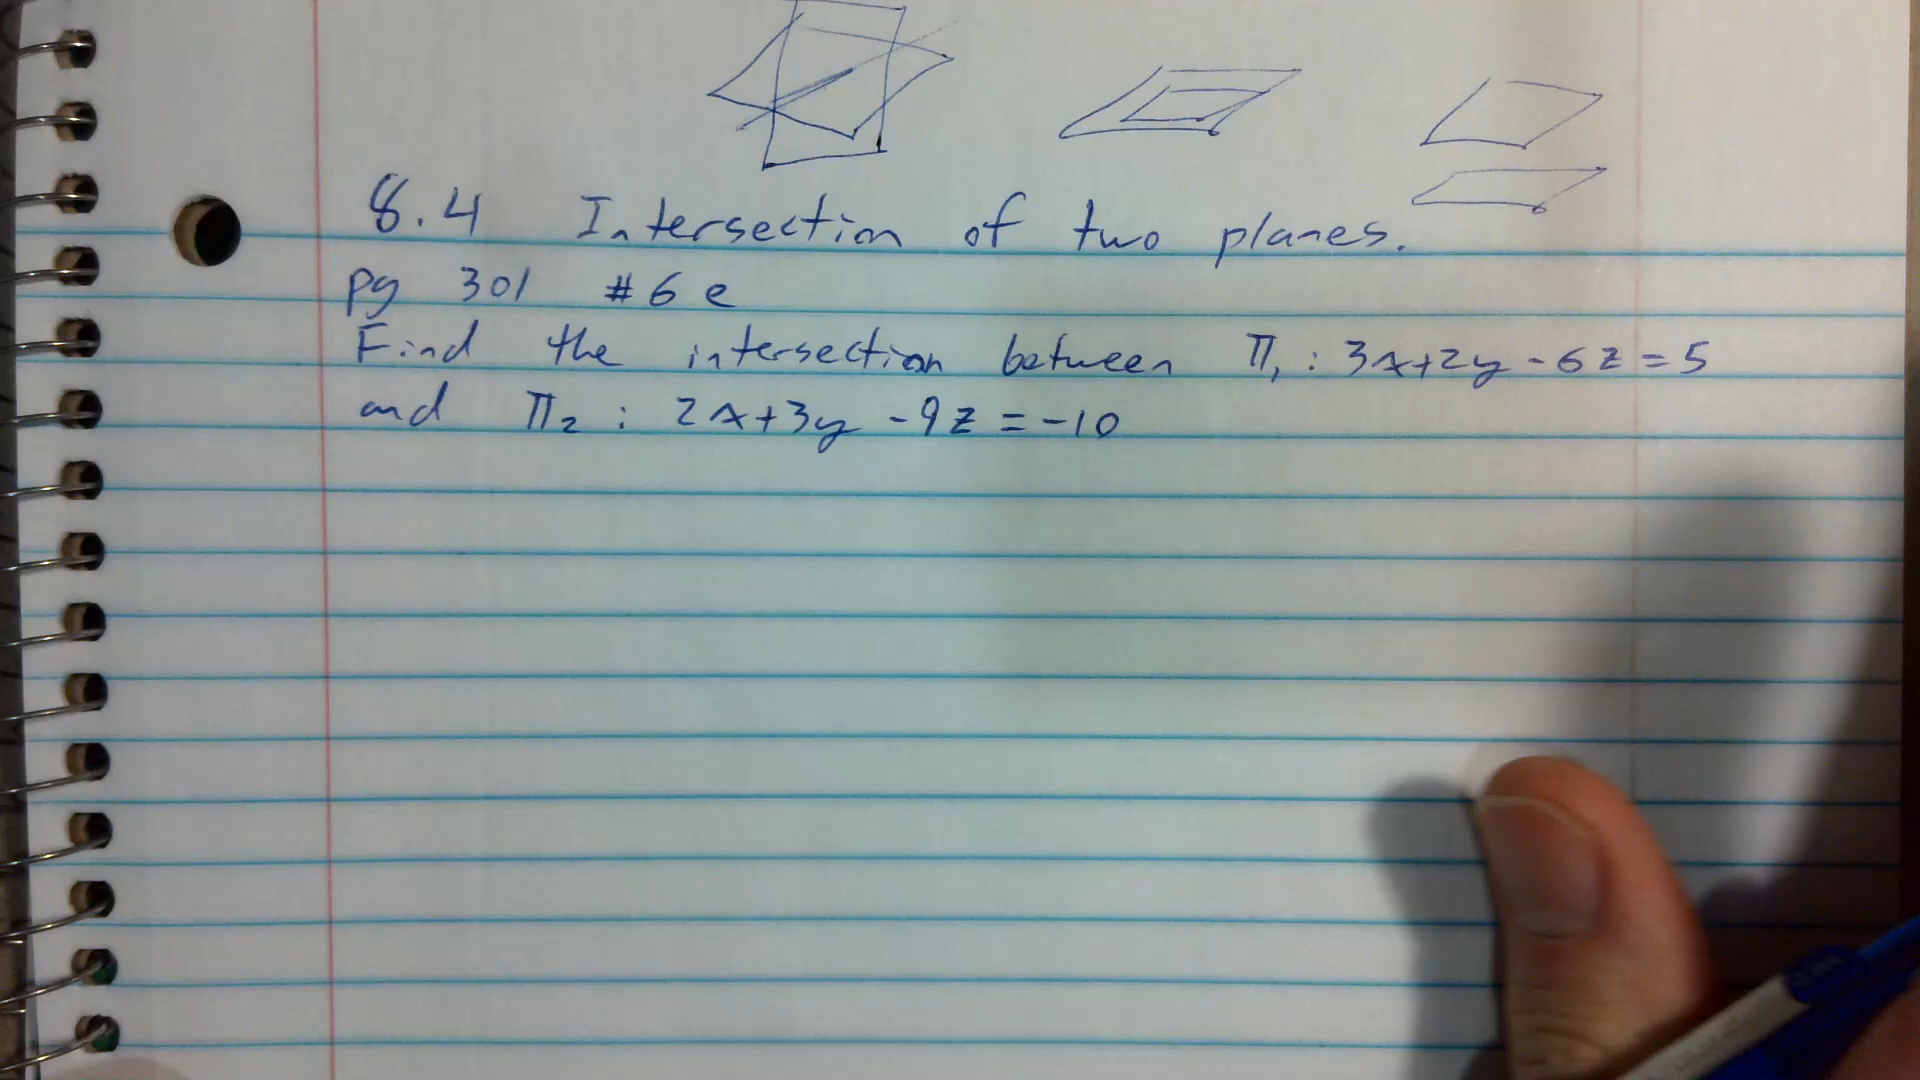 8.4 Intersection of two planes.
pg 301 #6 e
Find the intersection between π₁ : 3x+2y-6z=5
and π₂ : 2x+3y-9z=-10